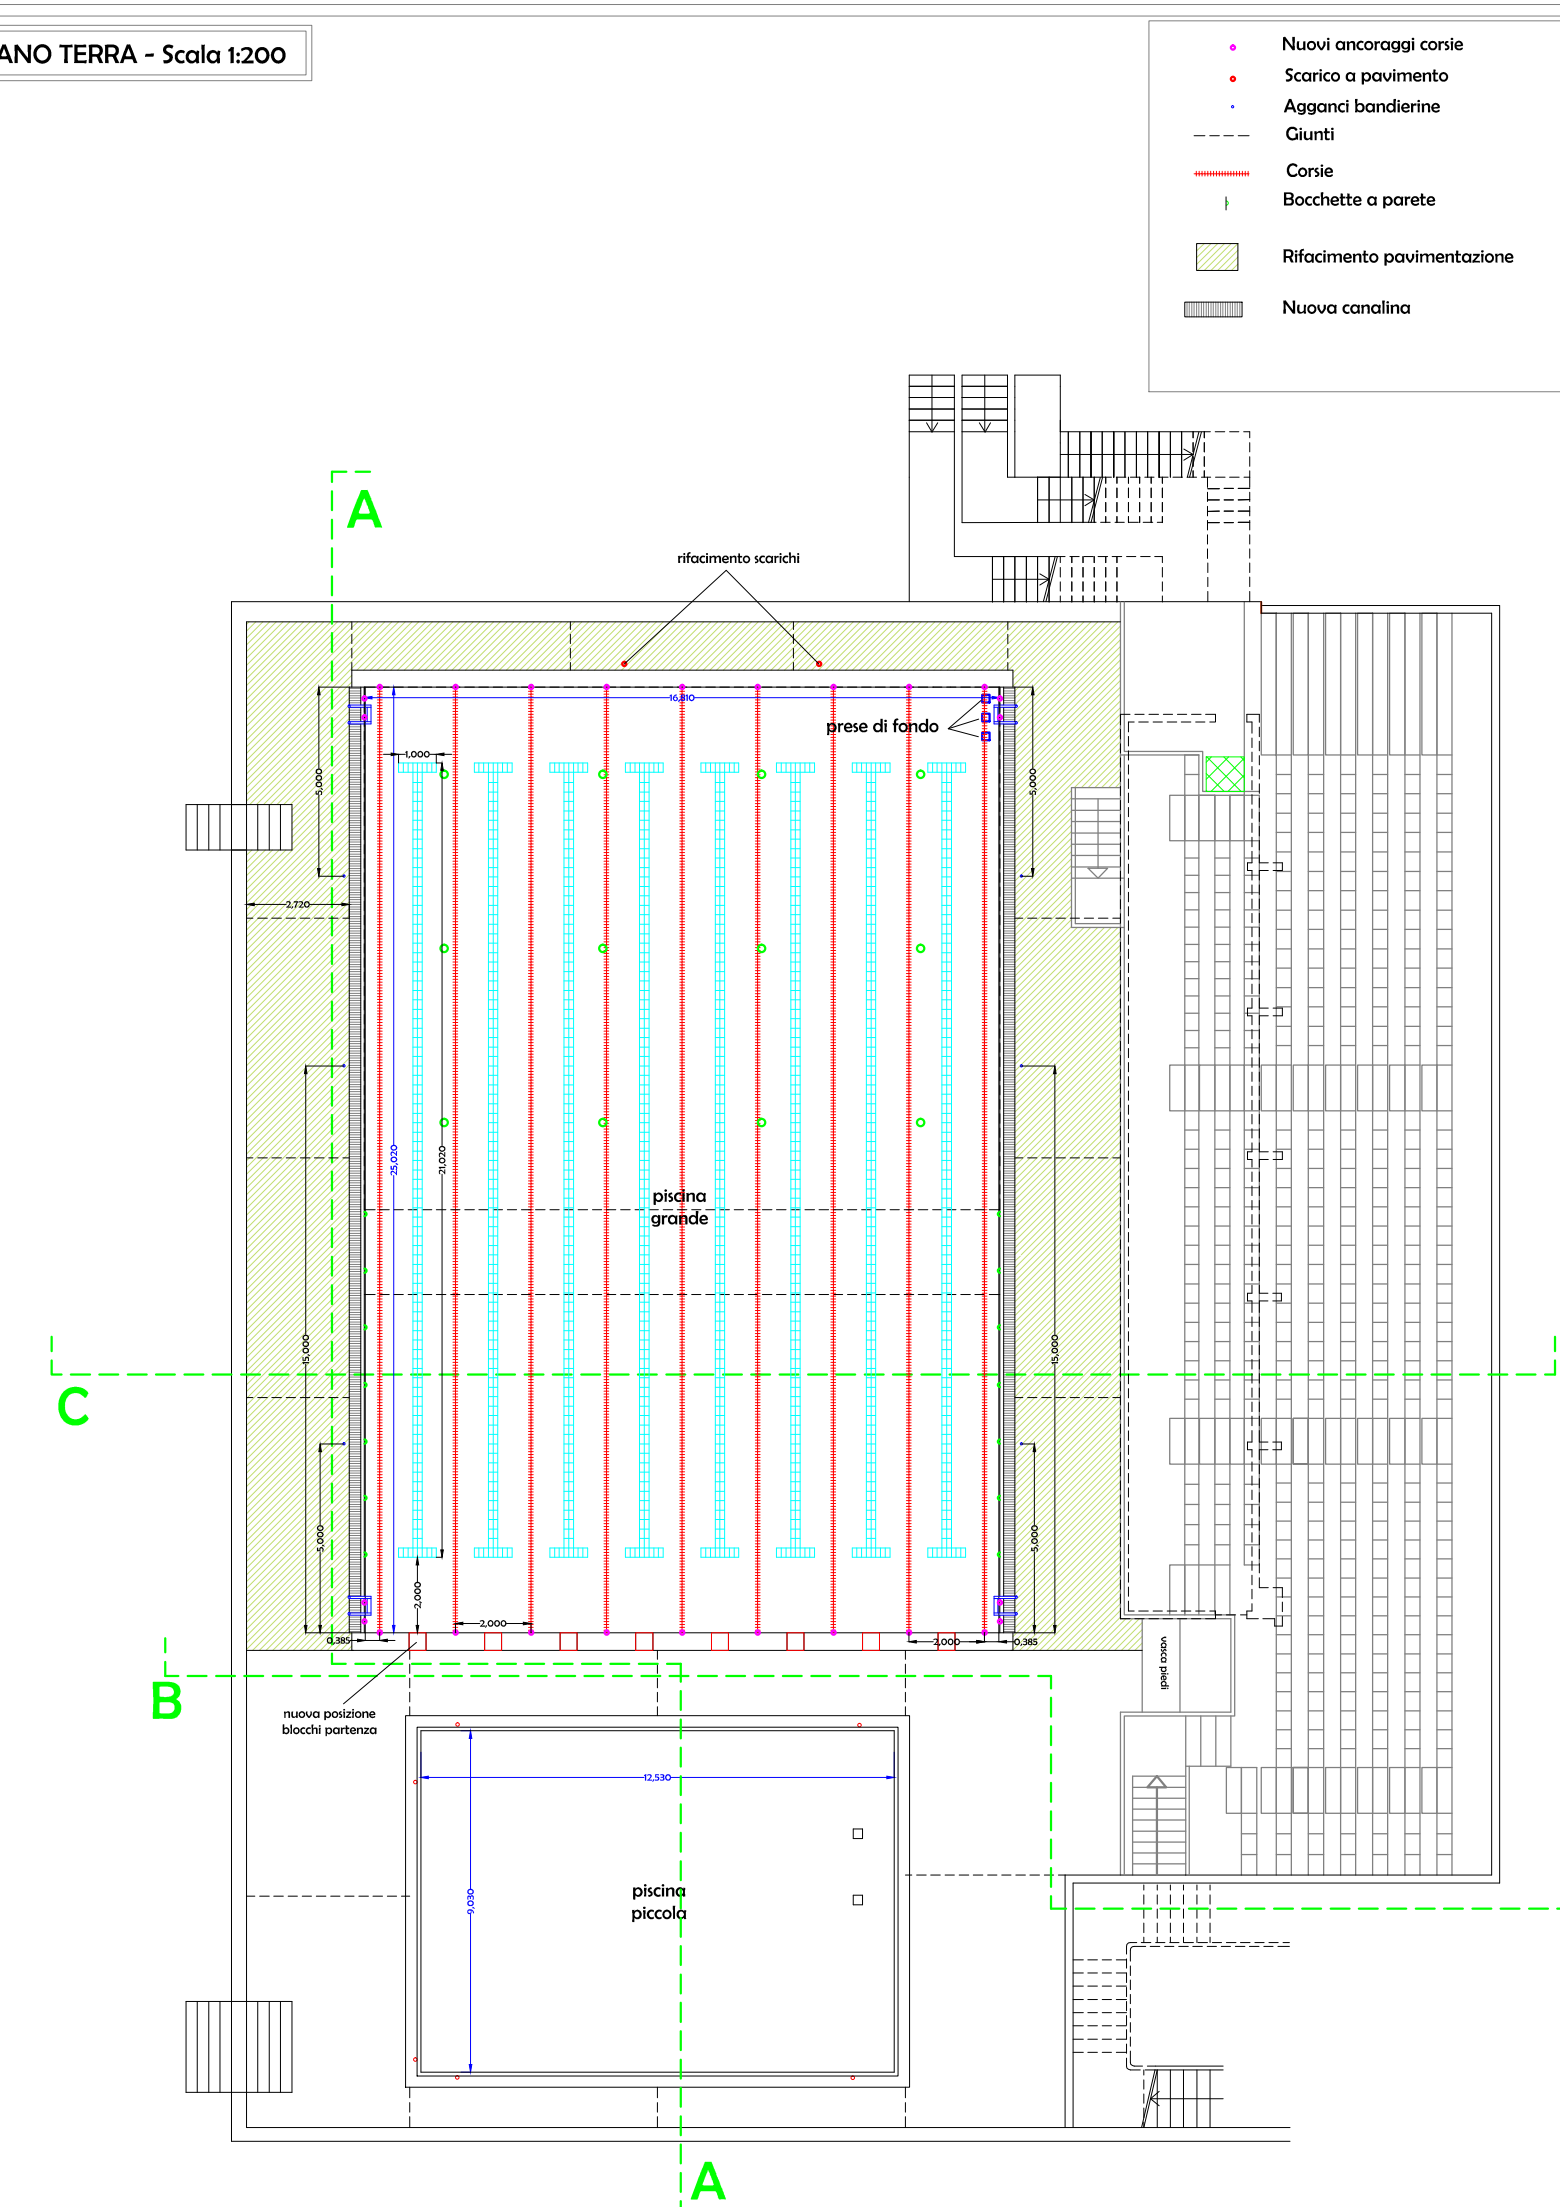 ANO TERRA - Scala 1:200
Nuovi ancoraggi corsie
Scarico a pavimento
Agganci bandierine
Giunti
Corsie
Bocchette a parete
Rifacimento pavimentazione
Nuova canalina
A
rifacimento scarichi
16,810
prese di fondo
1,000
5,000
5,000
2,720
25,020
21,020
piscina
grande
15,000
15,000
C
5,000
5,000
2,000
2,000
0,385
2,000
0,385
vasca piedi
B
nuova posizione
blocchi partenza
12,530
9,030
piscina
piccola
A